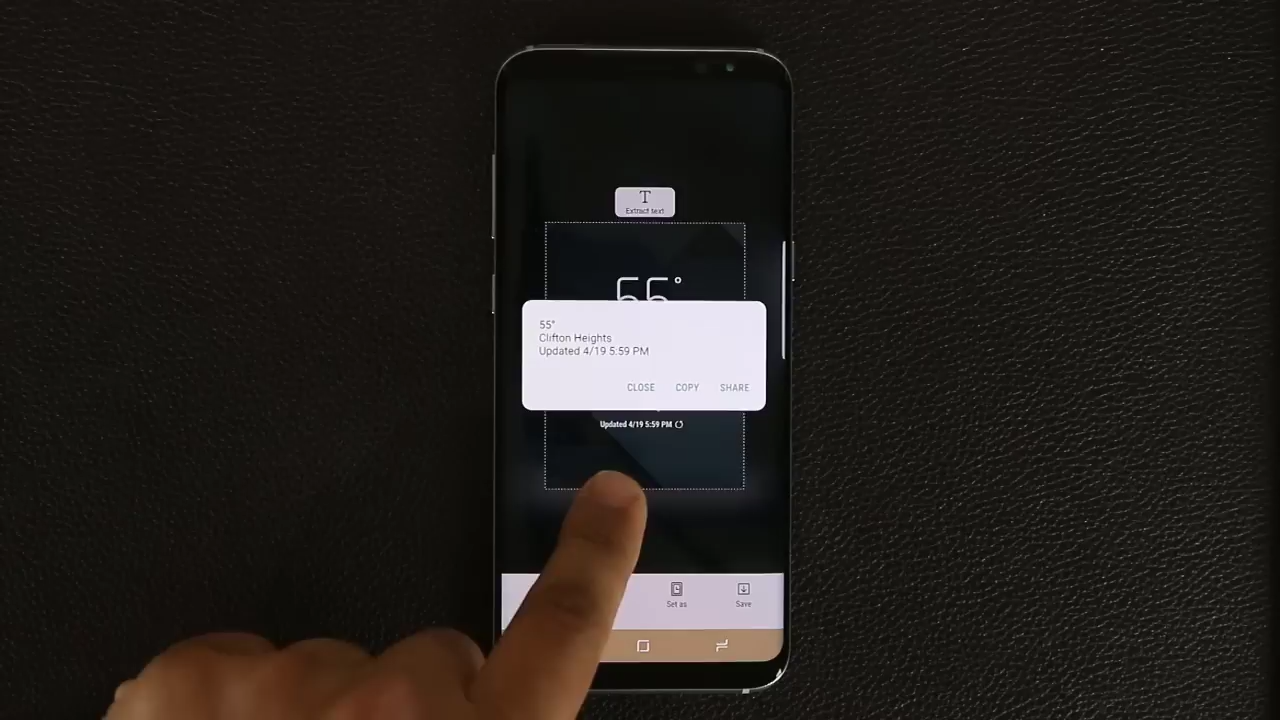 T
Extract text
55°
55°
Clifton Heights
Updated 4/19 5:59 PM
CLOSE COPY SHARE
Updated 4/19 5:59 PM
Set as Save